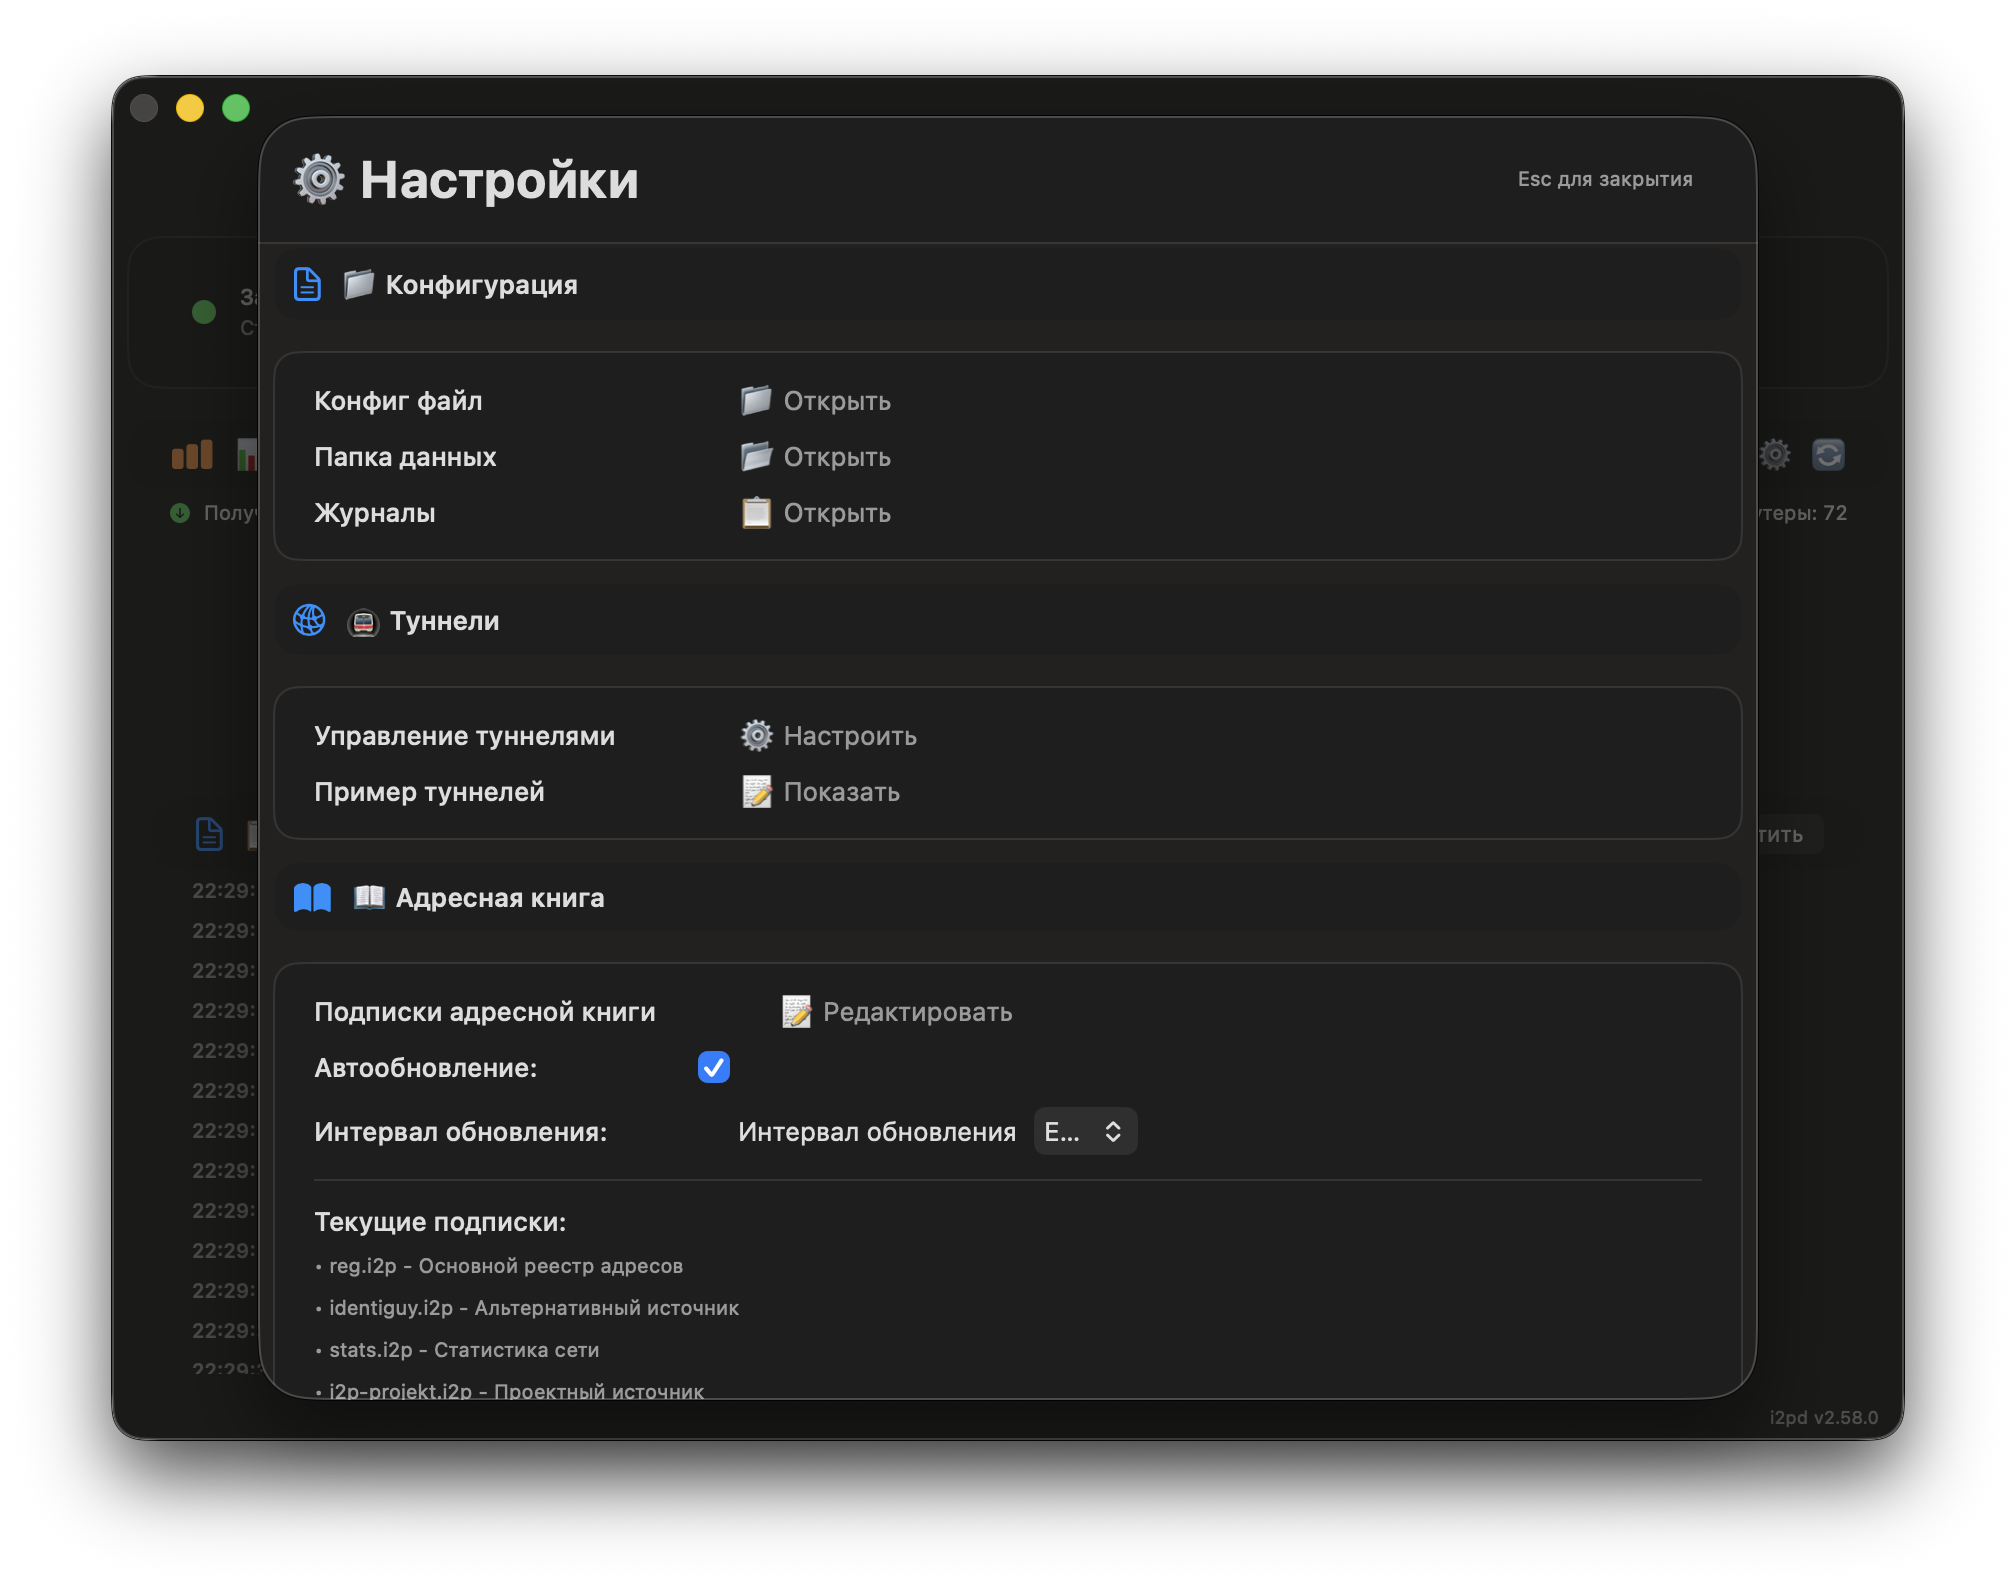 Настройки
Esc для закрытия
Конфигурация
Конфиг файл
Открыть
Папка данных
Открыть
Журналы
Открыть
Туннели
Управление туннелями
Настроить
Пример туннелей
Показать
Адресная книга
Подписки адресной книги
Редактировать
Автообновление:
Интервал обновления:
Интервал обновления
Е...
Текущие подписки:
• reg.i2p - Основной реестр адресов
• identiguy.i2p - Альтернативный источник
• stats.i2p - Статистика сети
• i2p-projekt.i2p - Проектный источник
72
22:29:
22:29:
22:29:
22:29:
22:29:
22:29:
22:29:
22:29:
22:29:
22:29:
22:29:
22:29:
22:29:
i2pd v2.58.0